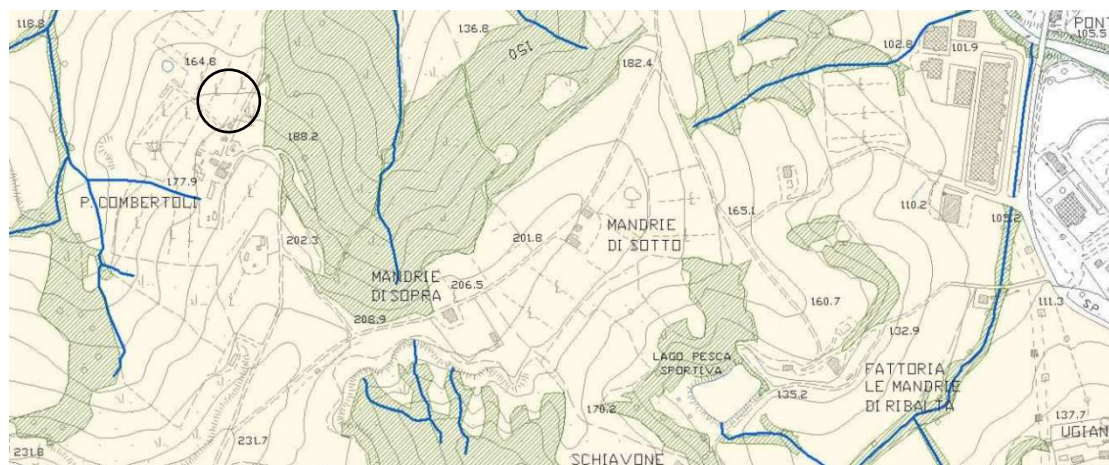 118.8
136.8
150
182.4
102.8
101.9
PONT
105.5
164.8
188.2
177.9
P. COMBERTOLI
202.3
201.8
MANDRIE
DI SOTTO
165.1
110.2
105.2
MANDRIE
DI SOPRA
206.5
208.9
160.7
111.3
S.P.
132.9
LAGO PESCA
SPORTIVA
135.2
FATTORIA
LE MANDRIE
DI RIBALTA
170.2
137.7
UGIAN
231.7
231.8
SCHIAVONE